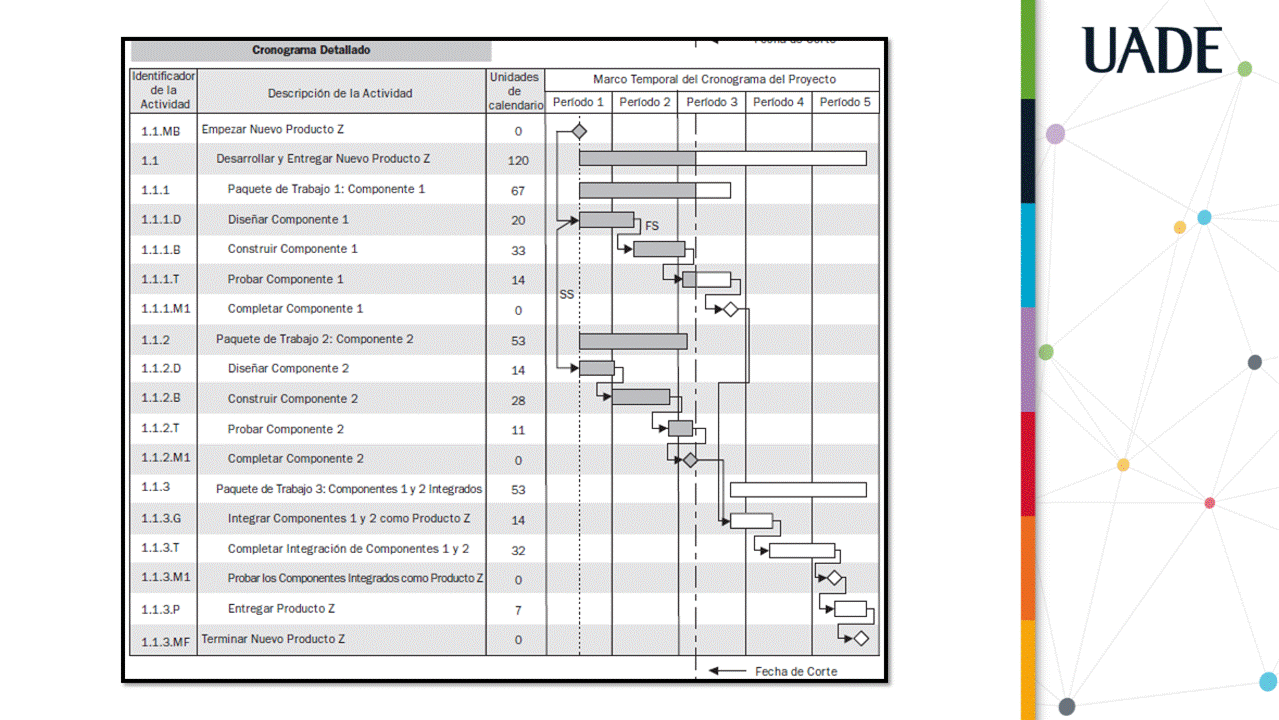 UADE
Cronograma Detallado
Fecha de Corte
Identificador de la Actividad
Descripción de la Actividad
Unidades de calendario
Marco Temporal del Cronograma del Proyecto
Período 1 Período 2 Período 3 Período 4 Período 5
1.1.MB Empezar Nuevo Producto Z 0
1.1 Desarrollar y Entregar Nuevo Producto Z 120
1.1.1 Paquete de Trabajo 1: Componente 1 67
1.1.1.D Diseñar Componente 1 20 FS
1.1.1.B Construir Componente 1 33
1.1.1.T Probar Componente 1 14
SS
1.1.1.M1 Completar Componente 1 0
1.1.2 Paquete de Trabajo 2: Componente 2 53
1.1.2.D Diseñar Componente 2 14
1.1.2.B Construir Componente 2 28
1.1.2.T Probar Componente 2 11
1.1.2.M1 Completar Componente 2 0
1.1.3 Paquete de Trabajo 3: Componentes 1 y 2 Integrados 53
1.1.3.G Integrar Componentes 1 y 2 como Producto Z 14
1.1.3.T Completar Integración de Componentes 1 y 2 32
1.1.3.M1 Probar los Componentes Integrados como Producto Z 0
1.1.3.P Entregar Producto Z 7
1.1.3.MF Terminar Nuevo Producto Z 0
Fecha de Corte